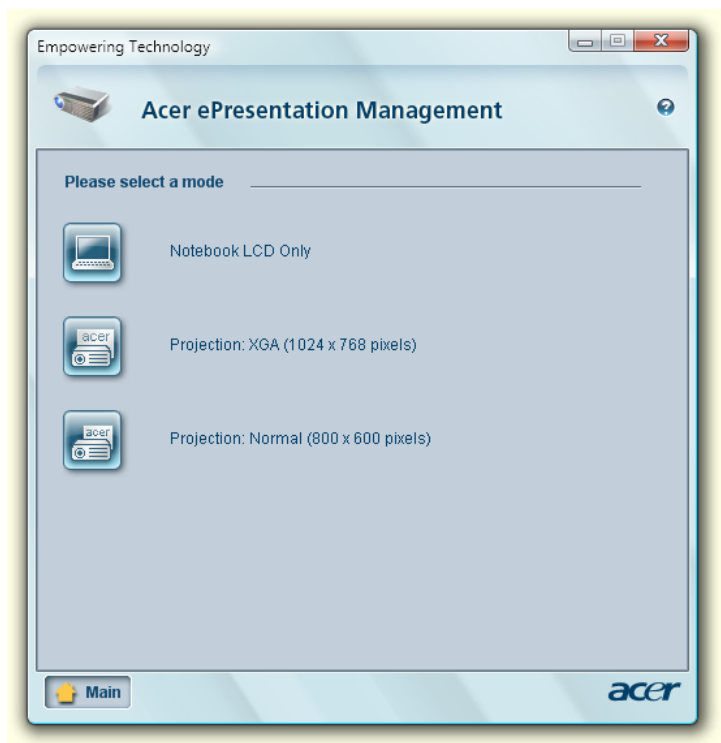 Empowering Technology
Acer ePresentation Management
Please select a mode
Notebook LCD Only
acer
Projection: XGA (1024 x 768 pixels)
acer
Projection: Normal (800 x 600 pixels)
Main
acer